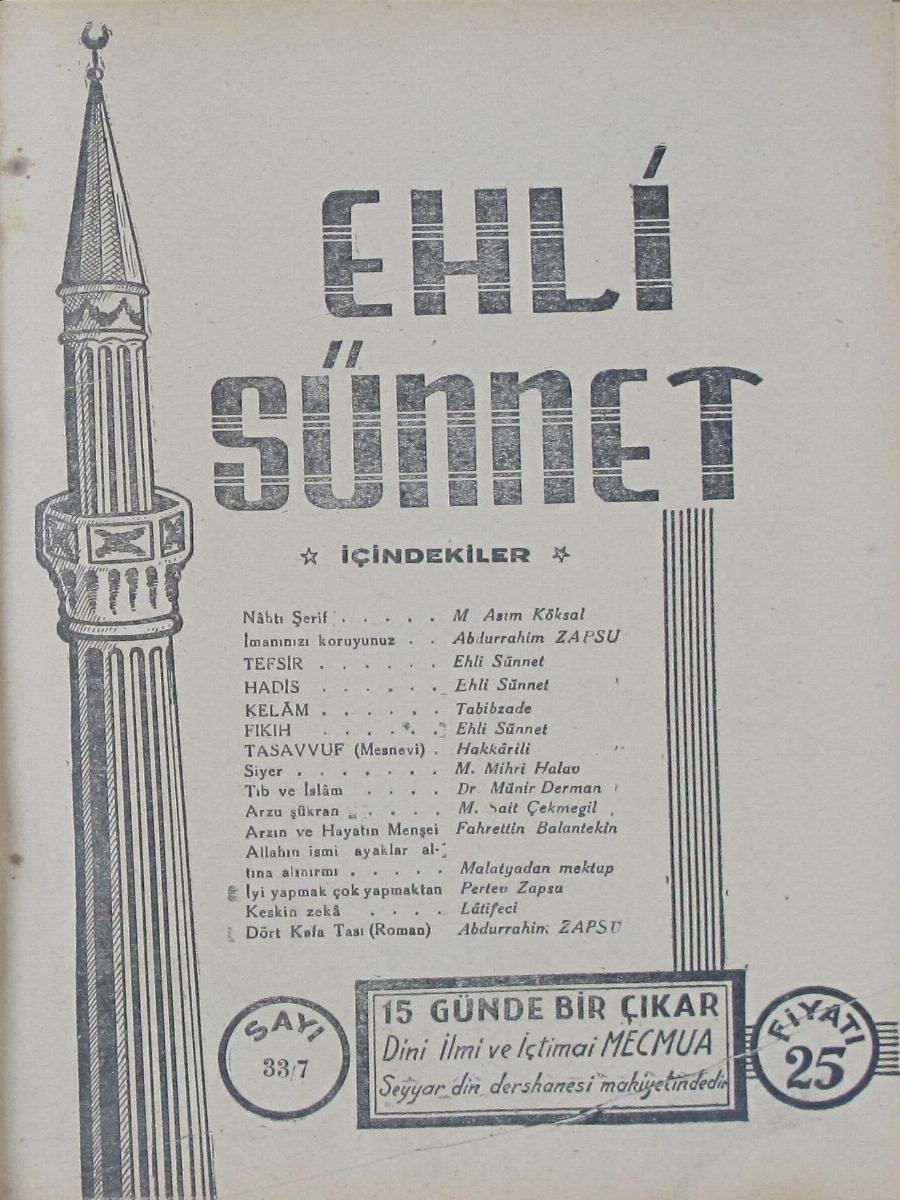 EHLİ
SÜNNET
☆ İÇİNDEKİLER ☆
Nâhtı Şerif . . . . . M Asım Köksal
İmanınızı koruyunuz . . Abdurrahim ZAPSU
TEFSİR . . . . . . Ehli Sünnet
HADİS . . . . . . Ehli Sünnet
KELÂM . . . . . . Tabibzade
FIKIH . . . . . . Ehli Sünnet
TASAVVUF (Mesnevi) . Hakkârili
Siyer . . . . . . . M. Mihri Halav
Tıb ve İslâm . . . . Dr. Münir Derman
Arzu şükran . . . . M. Sait Çekmegil
Arzın ve Hayatın Menşei Fahrettin Balantekin
Allahın ismi ayaklar al-
tına alınırmı . . . . . Malatyadan mektup
İyi yapmak çok yapmaktan Pertev Zapsu
Keskin zekâ . . . . Lâtifeci
Dört Kafa Tası (Roman) Abdurrahim ZAPSU
SAYI
33/7
15 GÜNDE BİR ÇIKAR
Dini İlmi ve İçtimai MECMUA
Seyyar din dershanesi makiyetindedir
FİYATI
25